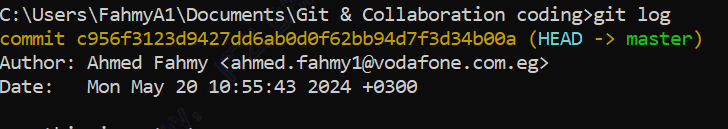 C:\Users\FahmyA1\Documents\Git & Collaboration coding>git log
commit c956f3123d9427dd6ab0d0f62bb94d7f3d34b00a (HEAD -> master)
Author: Ahmed Fahmy <ahmed.fahmy1@vodafone.com.eg>
Date:   Mon May 20 10:55:43 2024 +0300